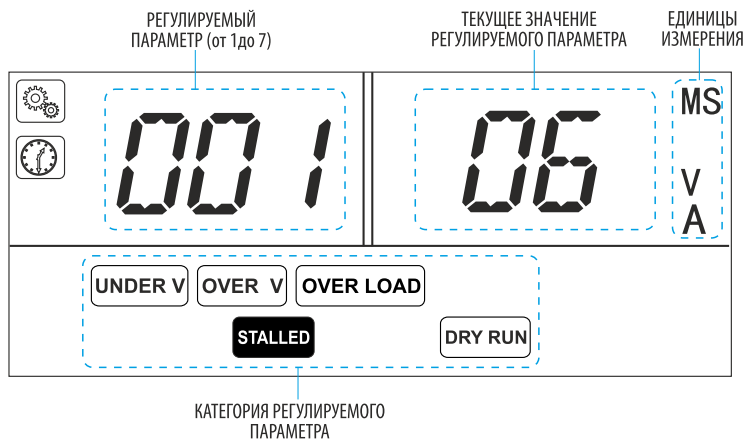 РЕГУЛИРУЕМЫЙ
ПАРАМЕТР (от 1до 7)
ТЕКУЩЕЕ ЗНАЧЕНИЕ
РЕГУЛИРУЕМОГО ПАРАМЕТРА
ЕДИНИЦЫ
ИЗМЕРЕНИЯ
001
06
MS
V
A
UNDER V
OVER V
OVER LOAD
STALLED
DRY RUN
КАТЕГОРИЯ РЕГУЛИРУЕМОГО
ПАРАМЕТРА